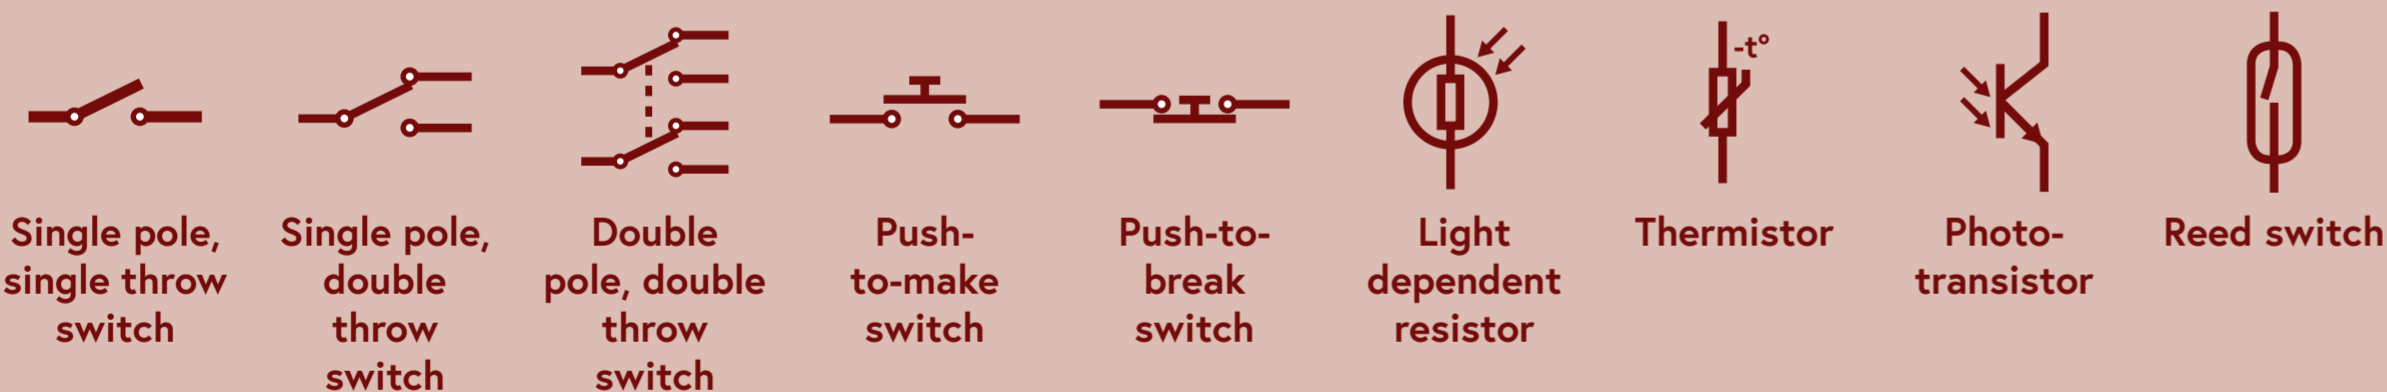 -t°
Single pole,
single throw
switch
Single pole,
double
throw
switch
Double
pole, double
throw
switch
Push-
to-make
switch
Push-to-
break
switch
Light
dependent
resistor
Thermistor
Photo-
transistor
Reed switch